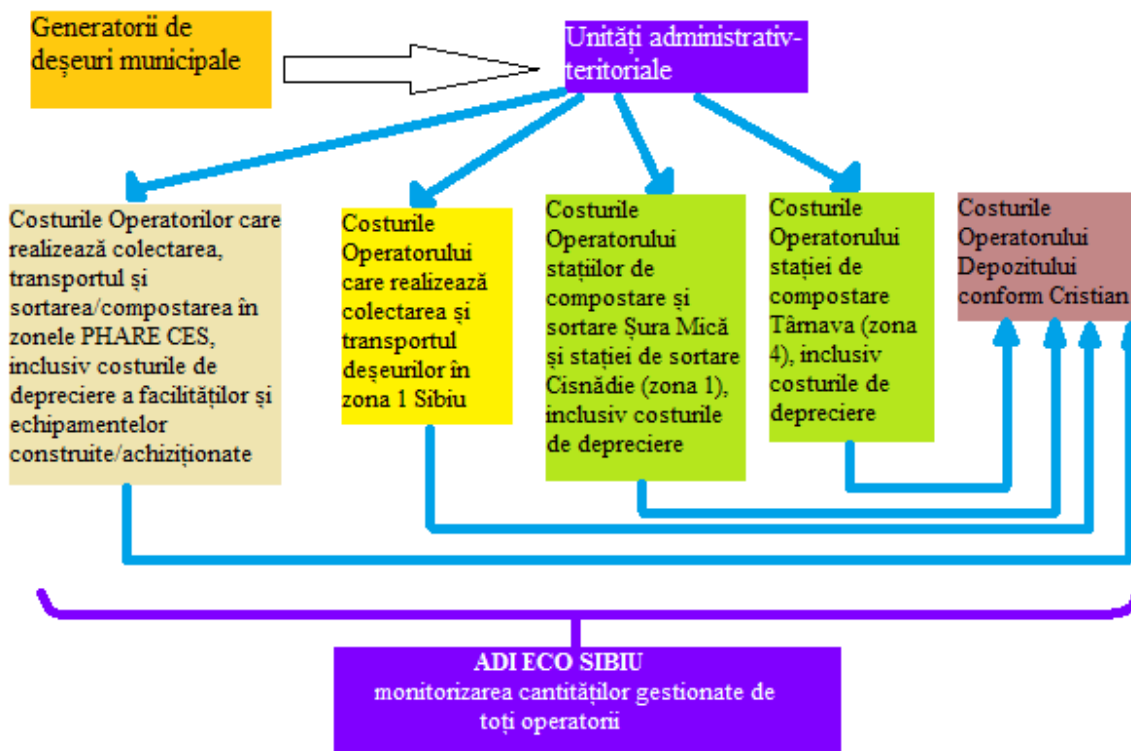 Generatorii de
deșeuri municipale
Unități administrativ-
teritoriale
Costurile Operatorilor care
realizează colectarea,
transportul și
sortarea/compostarea în
zonele PHARE CES,
inclusiv costurile de
depreciere a facilităților și
echipamentelor
construite/achiziționate
Costurile
Operatorului
care realizează
colectarea și
transportul
deșeurilor în
zona 1 Sibiu
Costurile
Operatorului
stațiilor de
compostare și
sortare Șura Mică
și stației de sortare
Cisnădie (zona 1),
inclusiv costurile
de depreciere
Costurile
Operatorului
stației de
compostare
Târnava (zona
4), inclusiv
costurile de
depreciere
Costurile
Operatorului
Depozitului
conform Cristian
ADI ECO SIBIU
monitorizarea cantităților gestionate de
toți operatorii